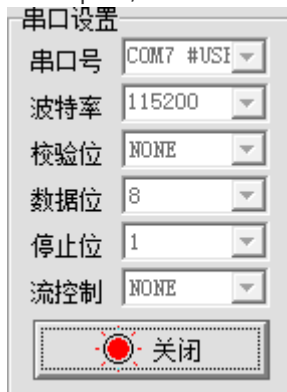 串口设置
串口号 COM7 #USE
波特率 115200
校验位 NONE
数据位 8
停止位 1
流控制 NONE
关闭